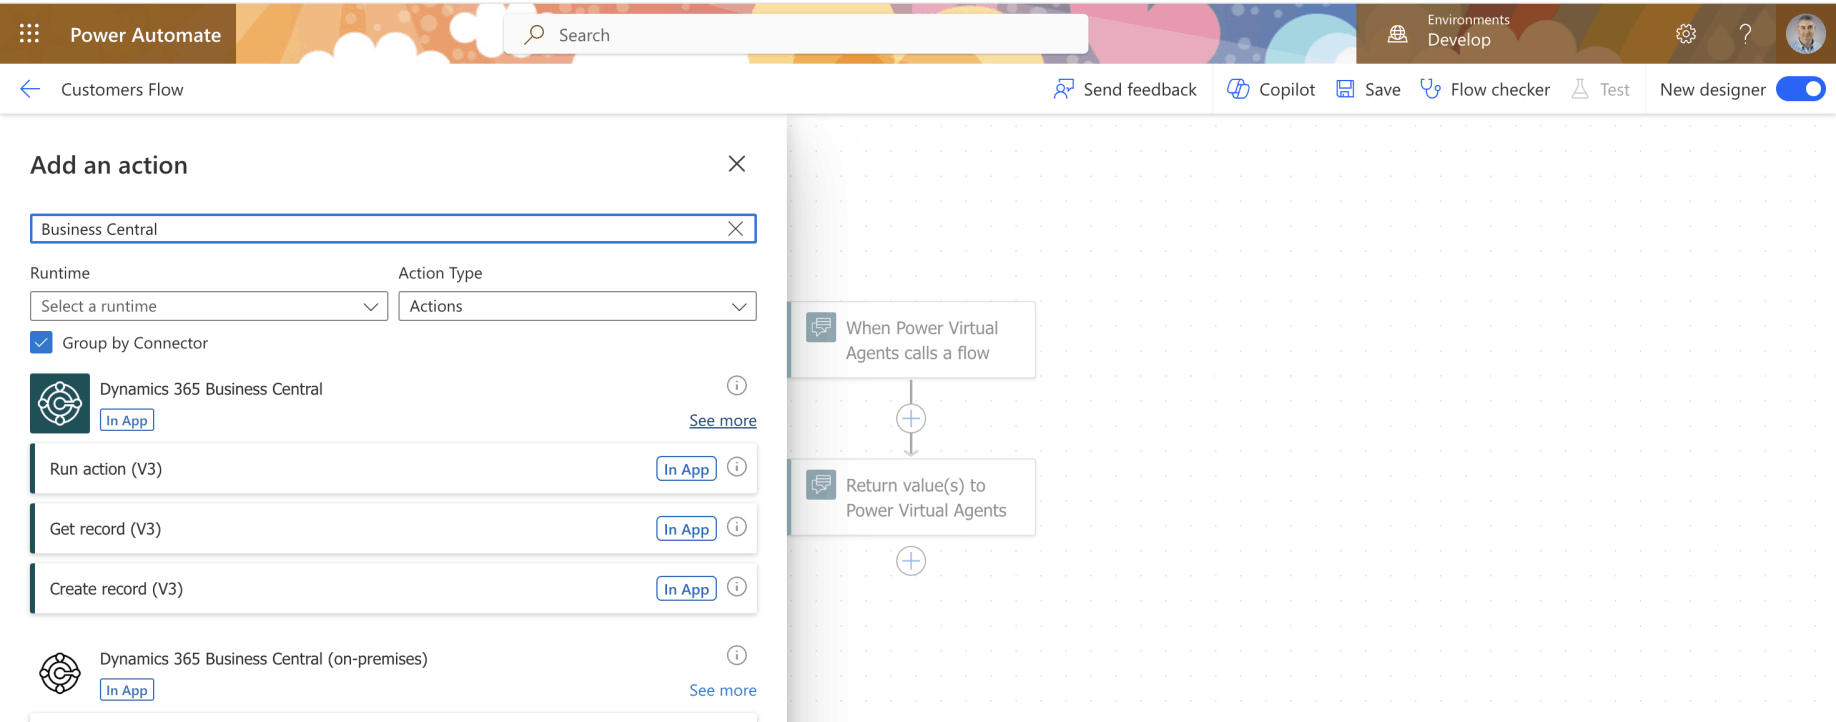 Power Automate
Search
Environments
Develop
Customers Flow
Send feedback
Copilot
Save
Flow checker
Test
New designer
Add an action
Business Central
Runtime
Action Type
Select a runtime
Actions
Group by Connector
Dynamics 365 Business Central
In App
See more
Run action (V3)
In App
Get record (V3)
In App
Create record (V3)
In App
Dynamics 365 Business Central (on-premises)
In App
See more
When Power Virtual
Agents calls a flow
Return value(s) to
Power Virtual Agents